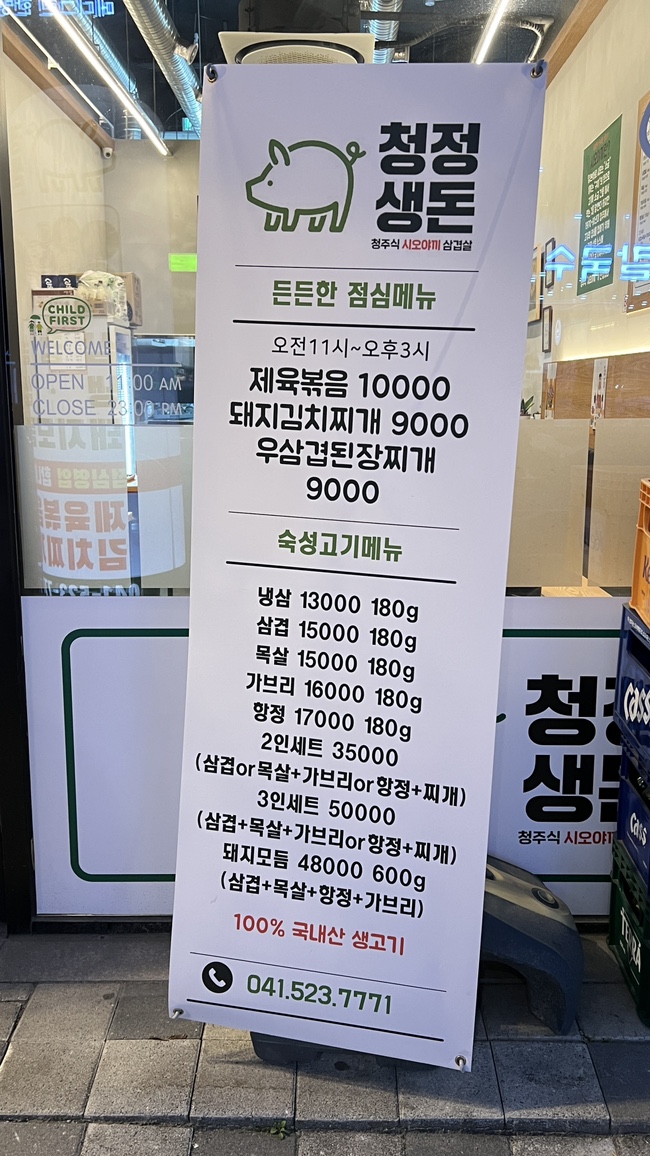 청정
생돈
청주식 시오야끼 삼겹살
든든한 점심메뉴
오전11시~오후3시
제육볶음 10000
돼지김치찌개 9000
우삼겹된장찌개
9000
숙성고기메뉴
냉삼 13000 180g
삼겹 15000 180g
목살 15000 180g
가브리 16000 180g
항정 17000 180g
2인세트 35000
(삼겹or목살+가브리or항정+찌개)
3인세트 50000
(삼겹+목살+가브리or항정+찌개)
돼지모듬 48000 600g
(삼겹+목살+항정+가브리)
100% 국내산 생고기
041.523.7771
CHILD
FIRST
WELCOME
OPEN 11:00 AM
CLOSE 23:00 PM
제육볶
김치찌
청정
생돈
청주식 시오야끼
cass
Cass
TERRA